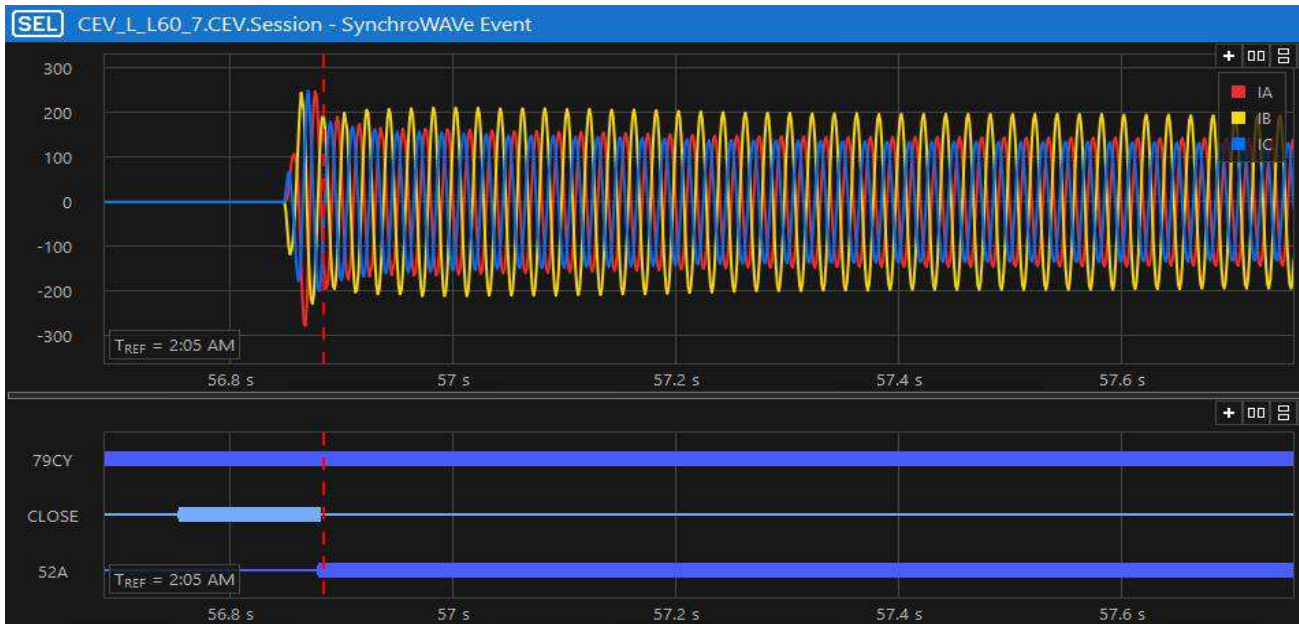 SEL CEV_L_L60_7.CEV.Session - SynchroWAVe Event
300
200
100
0
-100
-200
-300
IA
IB
IC
TREF = 2:05 AM
56.8 s 57 s 57.2 s 57.4 s 57.6 s
79CY
CLOSE
52A
TREF = 2:05 AM
56.8 s 57 s 57.2 s 57.4 s 57.6 s